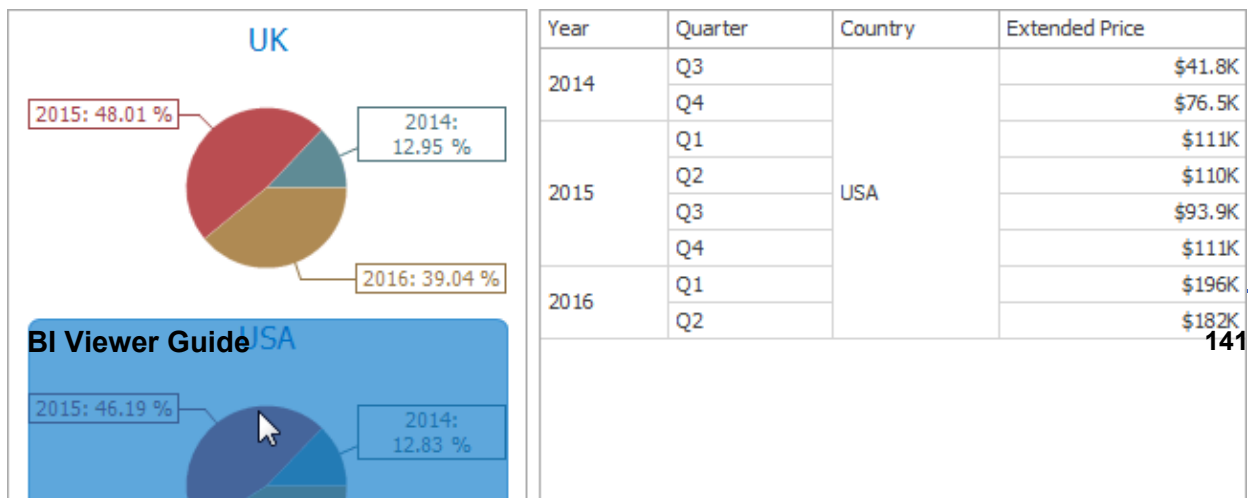 UK
2015: 48.01 %
2014:
12.95 %
2016: 39.04 %
USA
2015: 46.19 %
2014:
12.83 %
Year Quarter Country Extended Price
2014 Q3 USA $41.8K
Q4 $76.5K
2015 Q1 $111K
Q2 $110K
Q3 $93.9K
Q4 $111K
2016 Q1 $196K
Q2 $182K
BI Viewer Guide 141